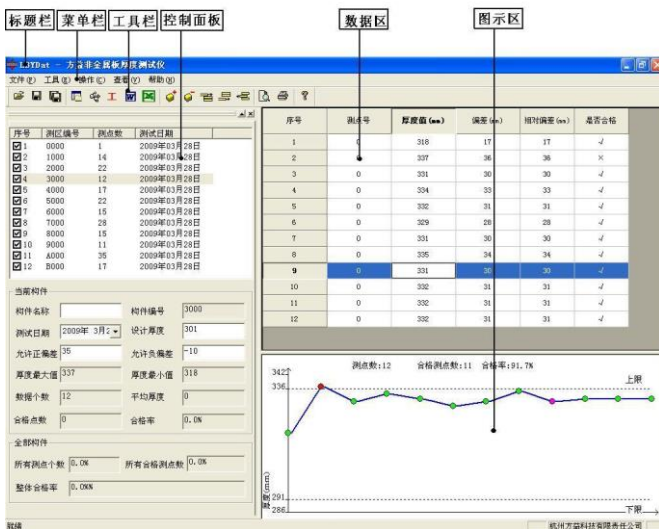 标题栏 菜单栏 工具栏 控制面板 数据区 图示区
LBYDat - 方益非金属板厚度测试仪
文件(F) 工具(E) 操作(C) 查看(V) 帮助(H)
序号 测区编号 测点数 测试日期
1 0000 1 2009年03月28日
2 1000 14 2009年03月28日
3 2000 22 2009年03月28日
4 3000 12 2009年03月28日
5 4000 17 2009年03月28日
6 5000 22 2009年03月28日
7 6000 15 2009年03月28日
8 7000 28 2009年03月28日
9 8000 15 2009年03月28日
10 9000 11 2009年03月28日
11 A000 35 2009年03月28日
12 B000 17 2009年03月28日
当前构件
构件名称 构件编号 3000
测试日期 2009年 3月2 设计厚度 301
允许正偏差 35 允许负偏差 -10
厚度最大值 337 厚度最小值 318
数据个数 12 平均厚度 0
合格点数 0 合格率 0.0%
全部构件
所有测点个数 0.0% 所有合格测点数 0.0%
整体合格率 0.0%%
就绪
序号 测点号 厚度值(mm) 偏差(mm) 相对偏差(mm) 是否合格
1 0 318 17 17 √
2 0 337 36 36 ×
3 0 331 30 30 √
4 0 334 33 33 √
5 0 332 31 31 √
6 0 329 28 28 √
7 0 331 30 30 √
8 0 335 34 34 √
9 0 331 30 30 √
10 0 332 31 31 √
11 0 332 31 31 √
12 0 332 31 31 √
测点数:12 合格测点数:11 合格率:91.7%
342
336
上限
厚度(mm)
291
286
下限
杭州方益科技有限责任公司